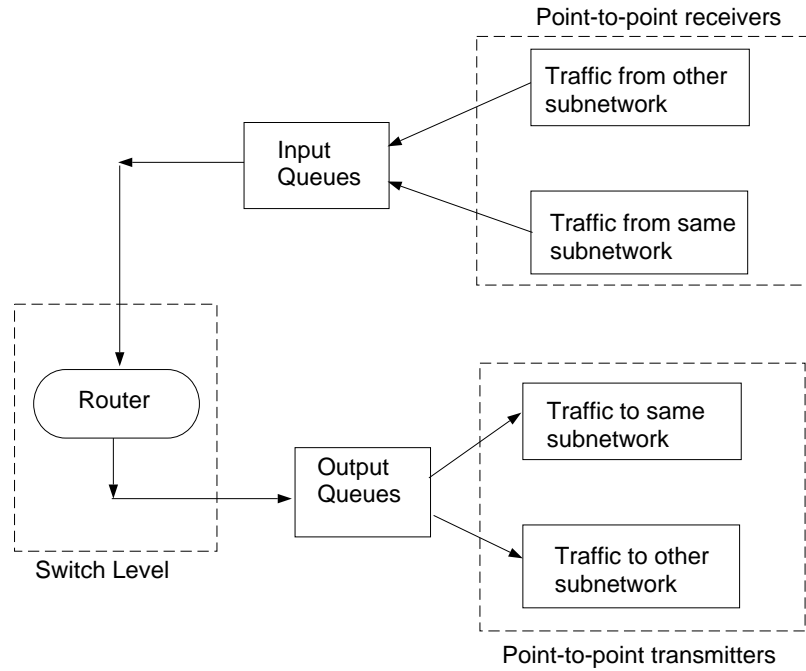 Point-to-point receivers
Traffic from other
subnetwork
Input
Queues
Traffic from same
subnetwork
Router
Traffic to same
subnetwork
Output
Queues
Traffic to other
subnetwork
Switch Level
Point-to-point transmitters